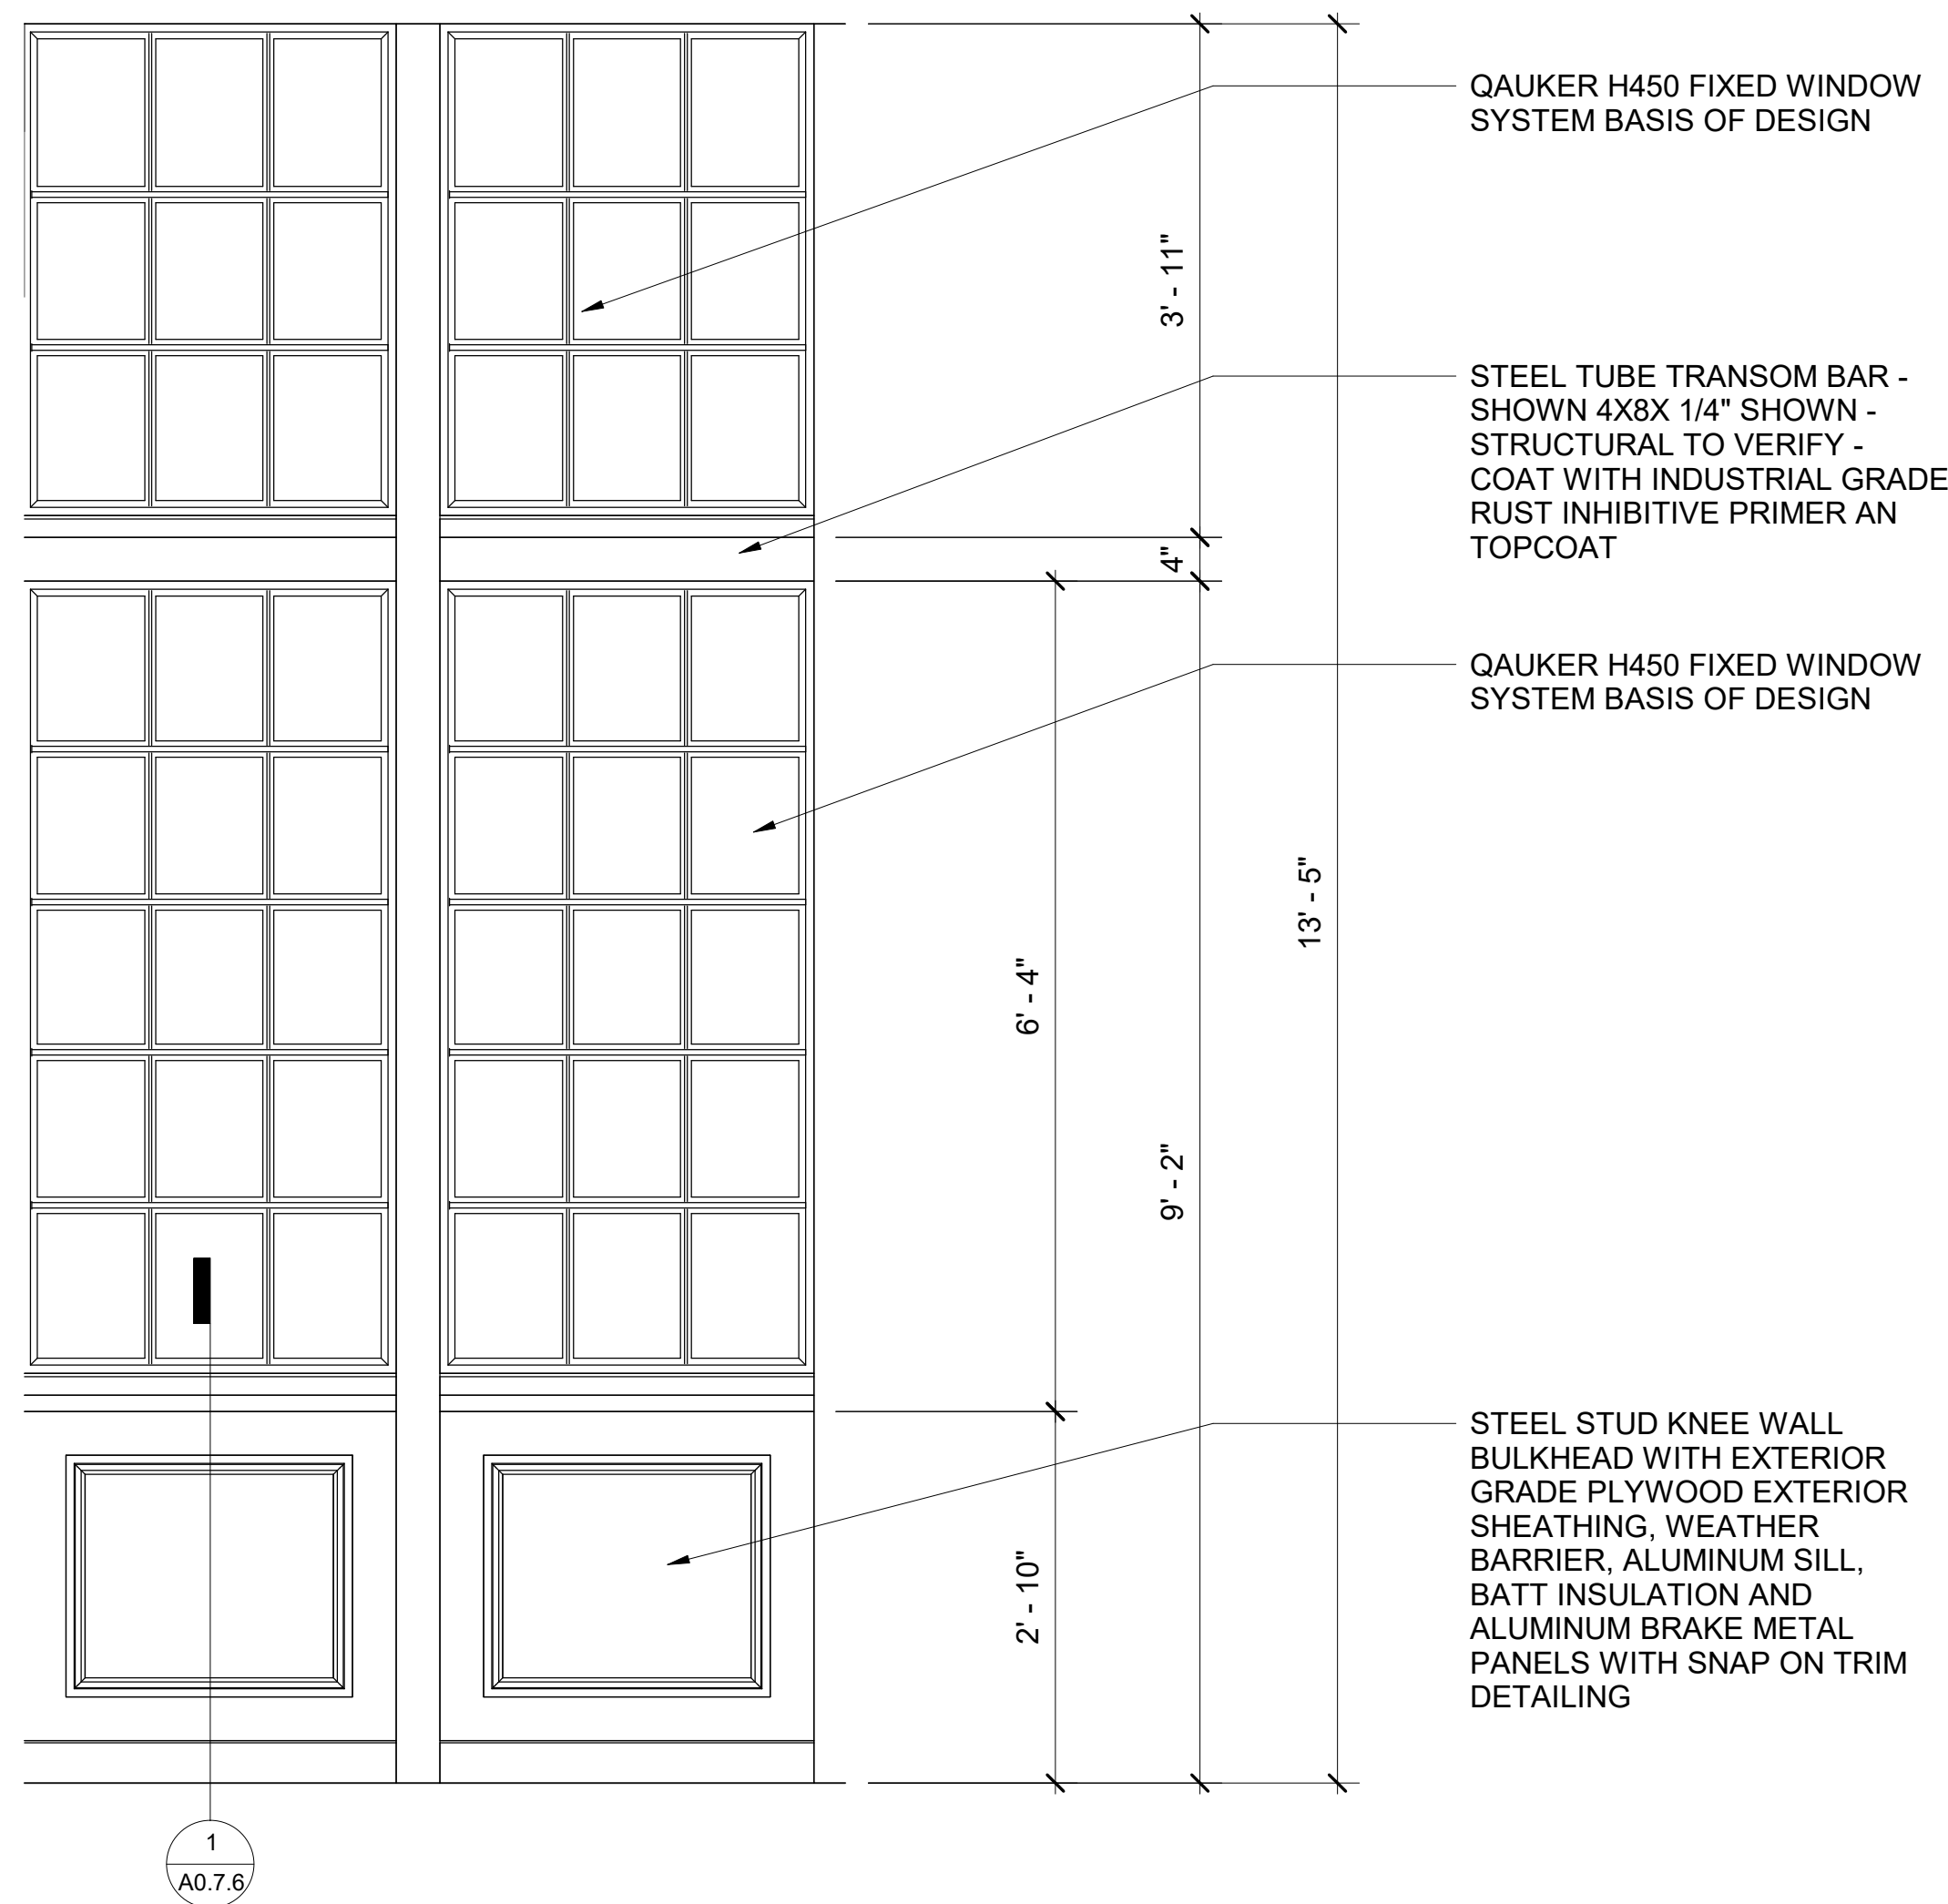 QAUKER H450 FIXED WINDOW
SYSTEM BASIS OF DESIGN
3' - 11"
STEEL TUBE TRANSOM BAR -
SHOWN 4X8X 1/4" SHOWN -
STRUCTURAL TO VERIFY -
COAT WITH INDUSTRIAL GRADE
RUST INHIBITIVE PRIMER AN
TOPCOAT
4"
QAUKER H450 FIXED WINDOW
SYSTEM BASIS OF DESIGN
13' - 5"
6' - 4"
9' - 2"
STEEL STUD KNEE WALL
BULKHEAD WITH EXTERIOR
GRADE PLYWOOD EXTERIOR
SHEATHING, WEATHER
BARRIER, ALUMINUM SILL,
BATT INSULATION AND
ALUMINUM BRAKE METAL
PANELS WITH SNAP ON TRIM
DETAILING
2' - 10"
1
A0.7.6